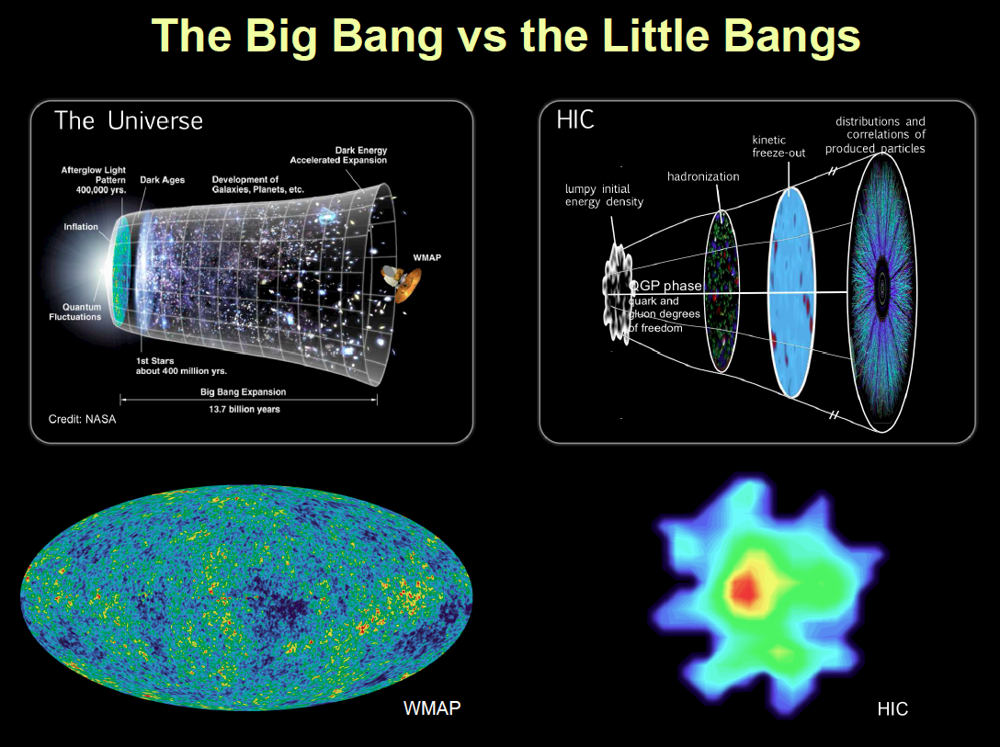 The Big Bang vs the Little Bangs
The Universe
Dark Energy
Accelerated Expansion
Afterglow Light
Pattern
400,000 yrs.
Dark Ages
Development of
Galaxies, Planets, etc.
Inflation
WMAP
Quantum
Fluctuations
1st Stars
about 400 million yrs.
Big Bang Expansion
13.7 billion years
Credit: NASA
HIC
distributions and
correlations of
produced particles
kinetic
freeze-out
hadronization
lumpy initial
energy density
QGP phase
quark and
gluon degrees
of freedom
WMAP
HIC